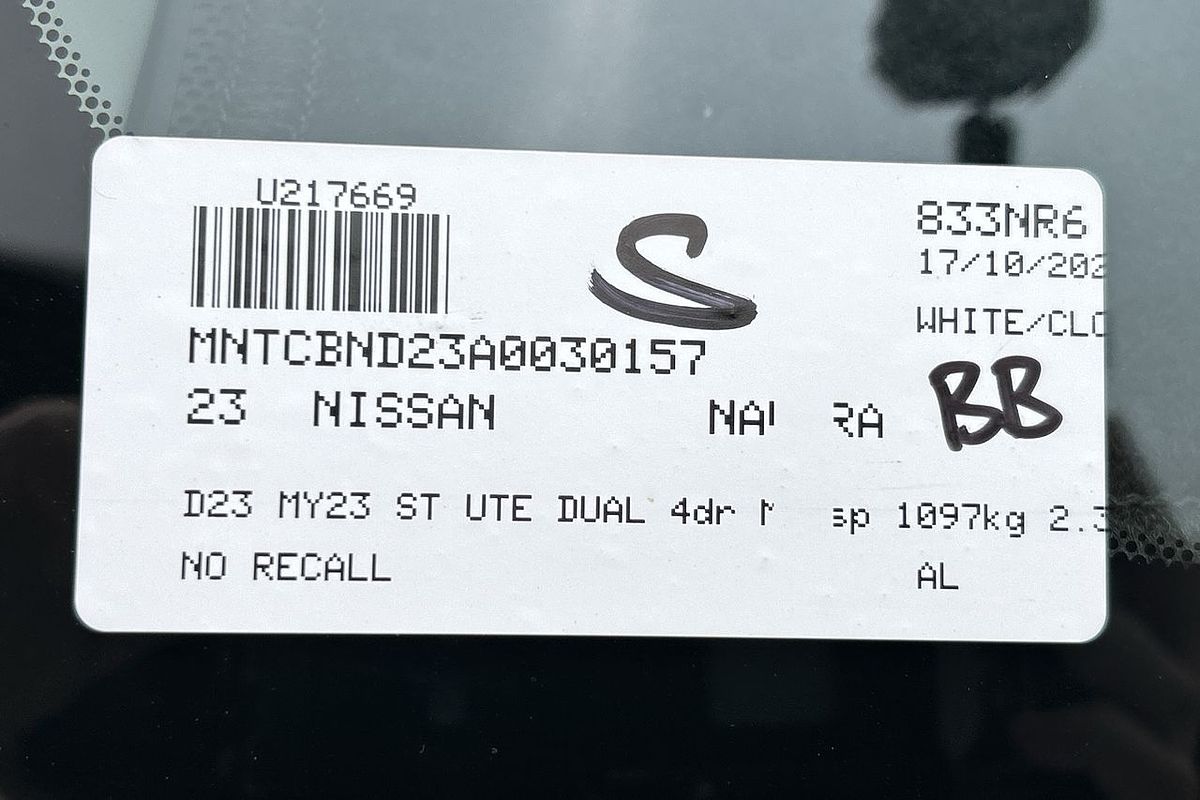 U217669
S
833NR6
17/10/202
MNTCBND23A0030157
WHITE/CLO
23 NISSAN
BB
D23 MY23 ST UTE DUAL 4dr sp 1097kg 2.3
NO RECALL AL